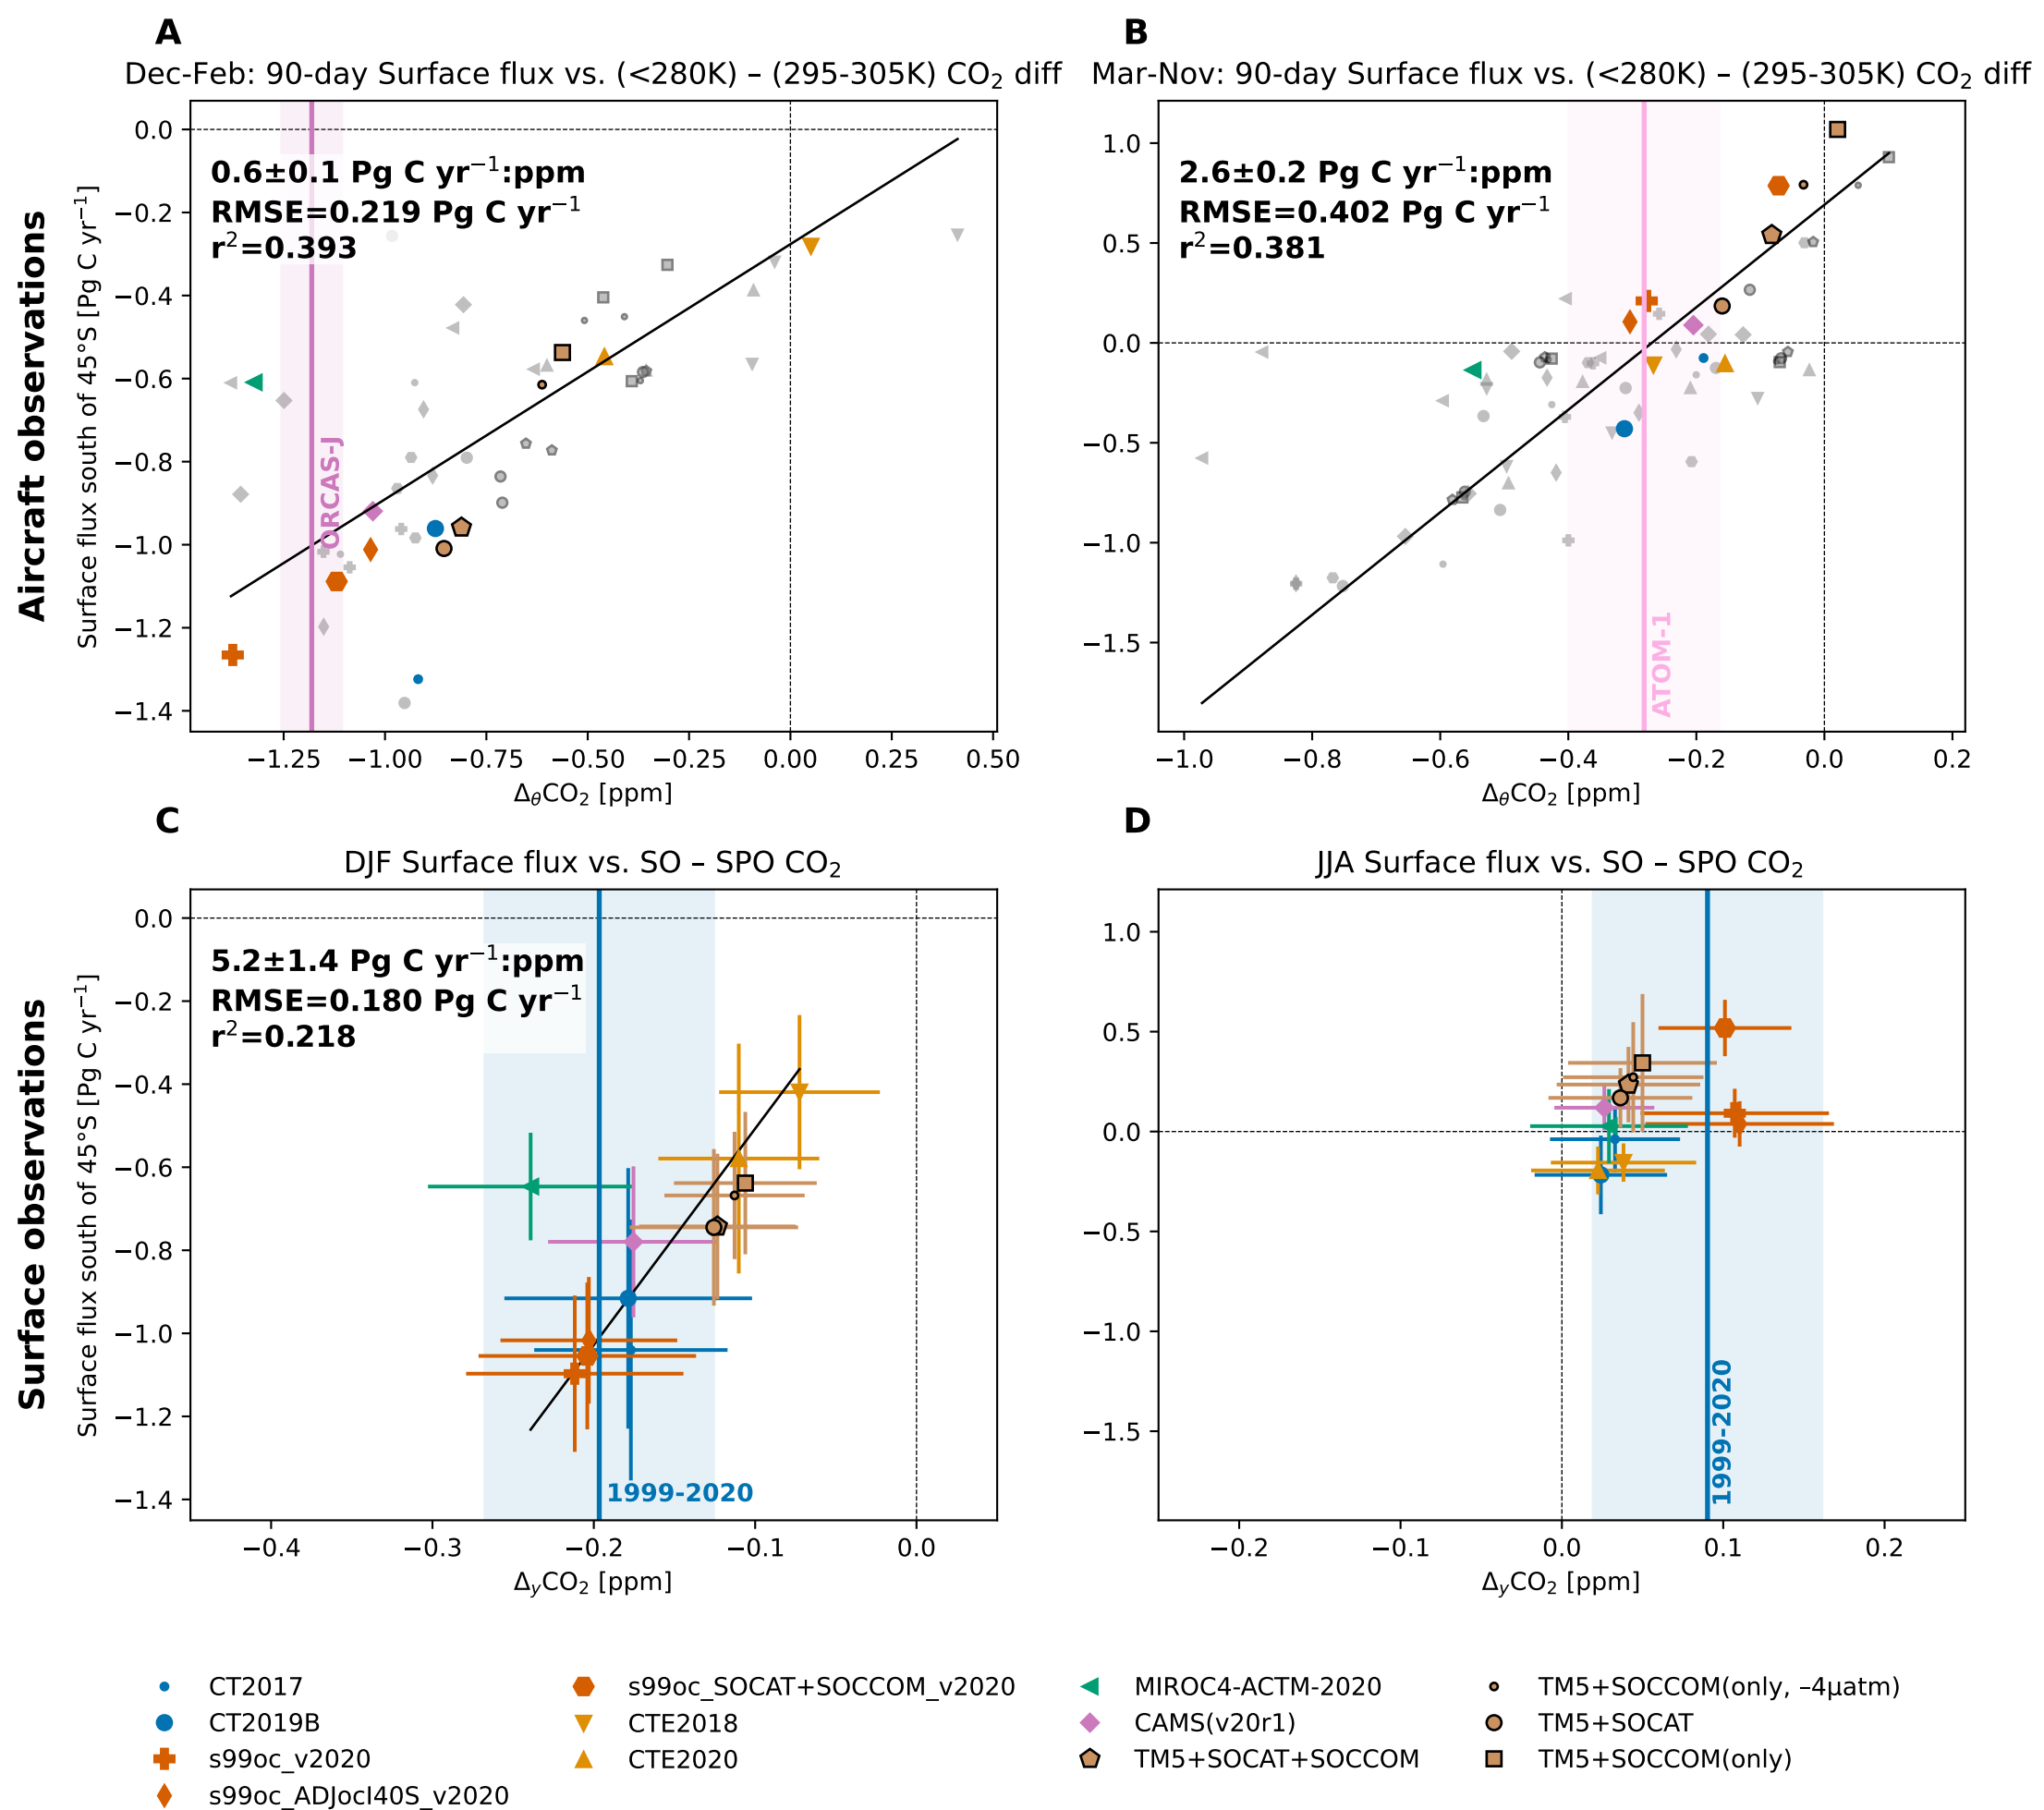 A
Dec-Feb: 90-day Surface flux vs. (<280K) – (295-305K) CO₂ diff
0.6±0.1 Pg C yr⁻¹:ppm
RMSE=0.219 Pg C yr⁻¹
r²=0.393
ORCAS-J
Aircraft observations
Surface flux south of 45°S [Pg C yr⁻¹]
0.0
−0.2
−0.4
−0.6
−0.8
−1.0
−1.2
−1.4
−1.25 −1.00 −0.75 −0.50 −0.25 0.00 0.25 0.50
Δ_θCO₂ [ppm]
B
Mar-Nov: 90-day Surface flux vs. (<280K) – (295-305K) CO₂ diff
2.6±0.2 Pg C yr⁻¹:ppm
RMSE=0.402 Pg C yr⁻¹
r²=0.381
ATOM-1
1.0
0.5
0.0
−0.5
−1.0
−1.5
−1.0 −0.8 −0.6 −0.4 −0.2 0.0 0.2
Δ_θCO₂ [ppm]
C
DJF Surface flux vs. SO – SPO CO₂
5.2±1.4 Pg C yr⁻¹:ppm
RMSE=0.180 Pg C yr⁻¹
r²=0.218
1999-2020
Surface observations
Surface flux south of 45°S [Pg C yr⁻¹]
0.0
−0.2
−0.4
−0.6
−0.8
−1.0
−1.2
−1.4
−0.4 −0.3 −0.2 −0.1 0.0
Δ_yCO₂ [ppm]
D
JJA Surface flux vs. SO – SPO CO₂
1999-2020
1.0
0.5
0.0
−0.5
−1.0
−1.5
−0.2 −0.1 0.0 0.1 0.2
Δ_yCO₂ [ppm]
CT2017
CT2019B
s99oc_v2020
s99oc_ADJocI40S_v2020
s99oc_SOCAT+SOCCOM_v2020
CTE2018
CTE2020
MIROC4-ACTM-2020
CAMS(v20r1)
TM5+SOCAT+SOCCOM
TM5+SOCCOM(only, –4μatm)
TM5+SOCAT
TM5+SOCCOM(only)